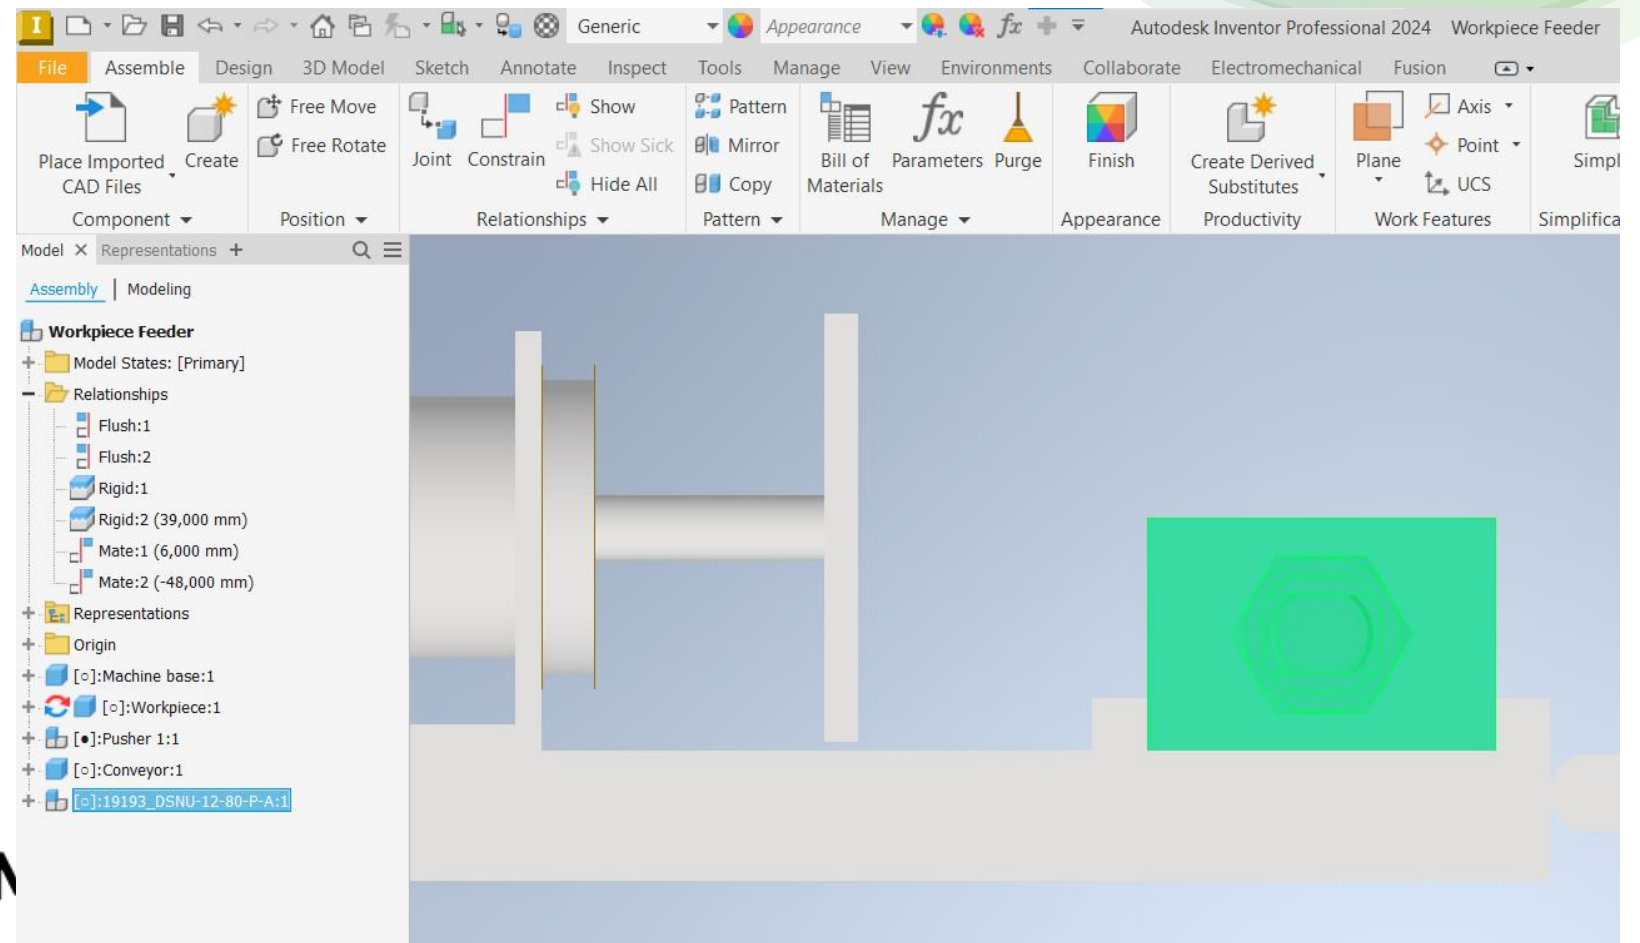 I Generic Appearance fx Autodesk Inventor Professional 2024 Workpiece Feeder
File Assemble Design 3D Model Sketch Annotate Inspect Tools Manage View Environments Collaborate Electromechanical Fusion
Free Move Show Pattern fx Axis
Free Rotate Show Sick Mirror Point
Place Imported Create Joint Constrain Bill of Parameters Purge Finish Create Derived Plane Simpl
CAD Files Hide All Copy Materials Substitutes UCS
Component Position Relationships Pattern Manage Appearance Productivity Work Features Simplifica
Model X Representations +
Assembly | Modeling
Workpiece Feeder
Model States: [Primary]
Relationships
Flush:1
Flush:2
Rigid:1
Rigid:2 (39,000 mm)
Mate:1 (6,000 mm)
Mate:2 (-48,000 mm)
Representations
Origin
[○]:Machine base:1
[○]:Workpiece:1
[●]:Pusher 1:1
[○]:Conveyor:1
[○]:19193_DSNU-12-80-P-A:1